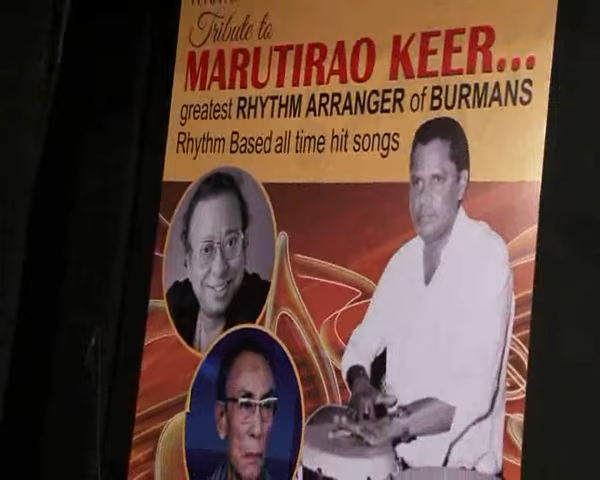 Tribute to
MARUTIRAO KEER...
greatest RHYTHM ARRANGER of BURMANS
Rhythm Based all time hit songs